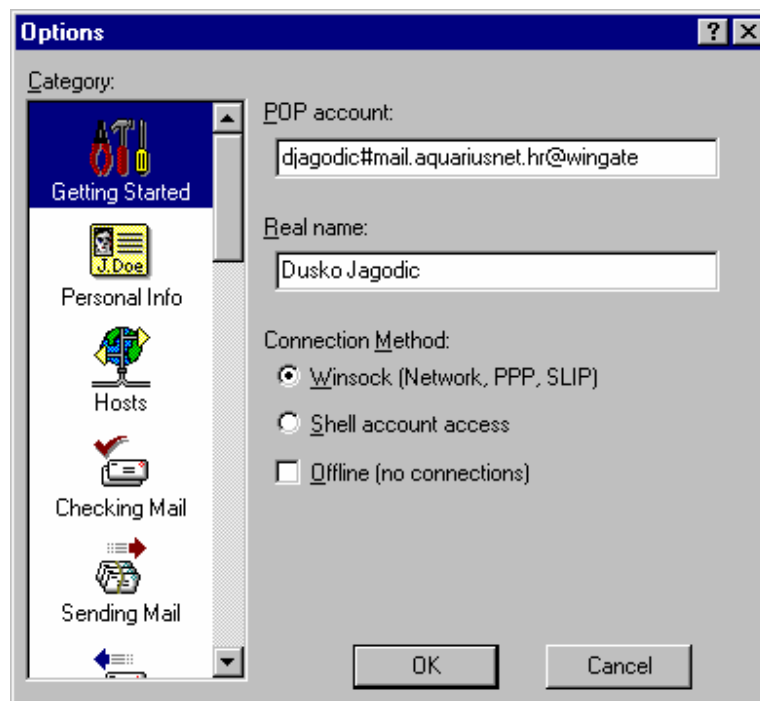 Options
Category:
Getting Started
J.Doe
Personal Info
Hosts
Checking Mail
Sending Mail
POP account:
djagodic#mail.aquariusnet.hr@wingate
Real name:
Dusko Jagodic
Connection Method:
Winsock (Network, PPP, SLIP)
Shell account access
Offline (no connections)
OK
Cancel